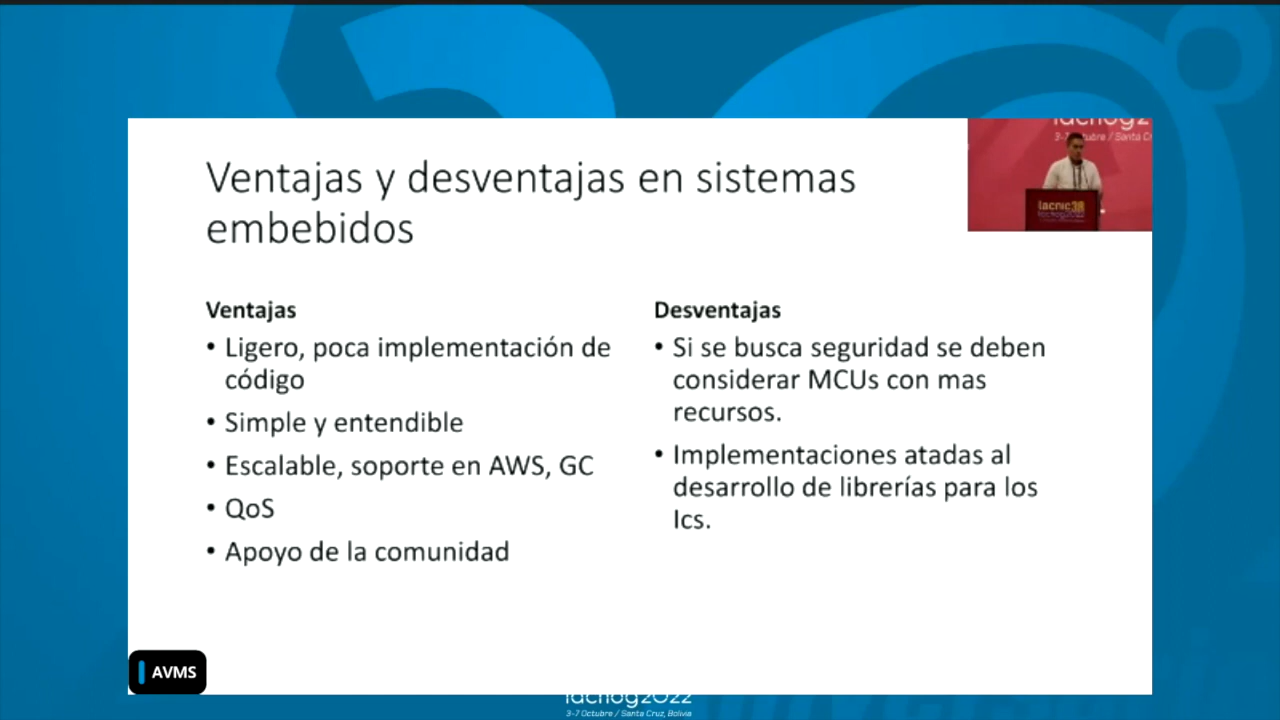 Ventajas y desventajas en sistemas
embebidos
Ventajas
• Ligero, poca implementación de
código
• Simple y entendible
• Escalable, soporte en AWS, GC
• QoS
• Apoyo de la comunidad
Desventajas
• Si se busca seguridad se deben
considerar MCUs con mas
recursos.
• Implementaciones atadas al
desarrollo de librerías para los
Ics.
lacnic38
lacnog2022
AVMS
lacnog2022
3-7 Octubre / Santa Cruz, Bolivia